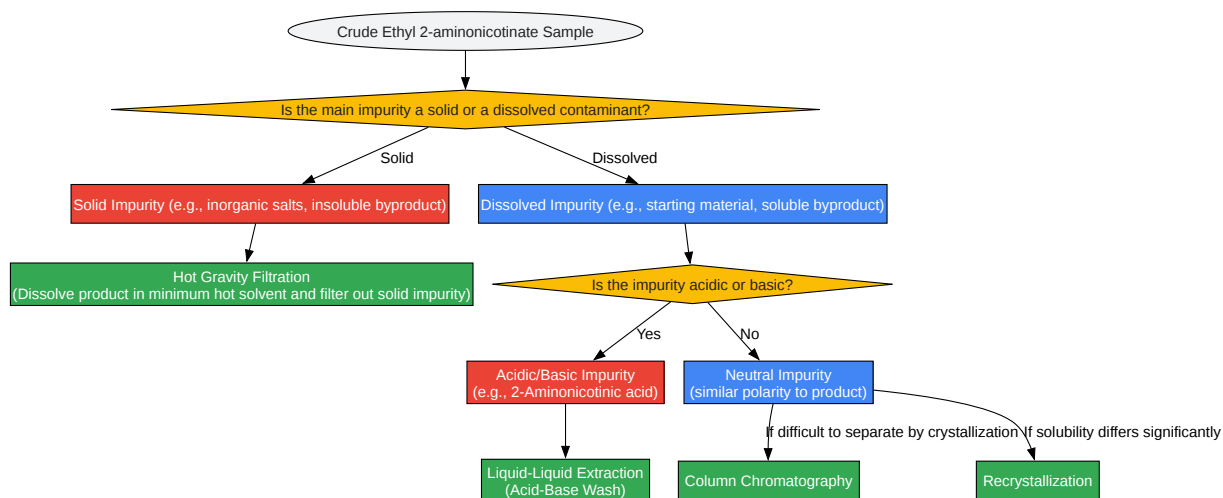 Crude Ethyl 2-aminonicotinate Sample
Is the main impurity a solid or a dissolved contaminant?
Solid
Dissolved
Solid Impurity (e.g., inorganic salts, insoluble byproduct)
Dissolved Impurity (e.g., starting material, soluble byproduct)
Hot Gravity Filtration
(Dissolve product in minimum hot solvent and filter out solid impurity)
Is the impurity acidic or basic?
Yes
No
Acidic/Basic Impurity
(e.g., 2-Aminonicotinic acid)
Neutral Impurity
(similar polarity to product)
If difficult to separate by crystallization
If solubility differs significantly
Liquid-Liquid Extraction
(Acid-Base Wash)
Column Chromatography
Recrystallization